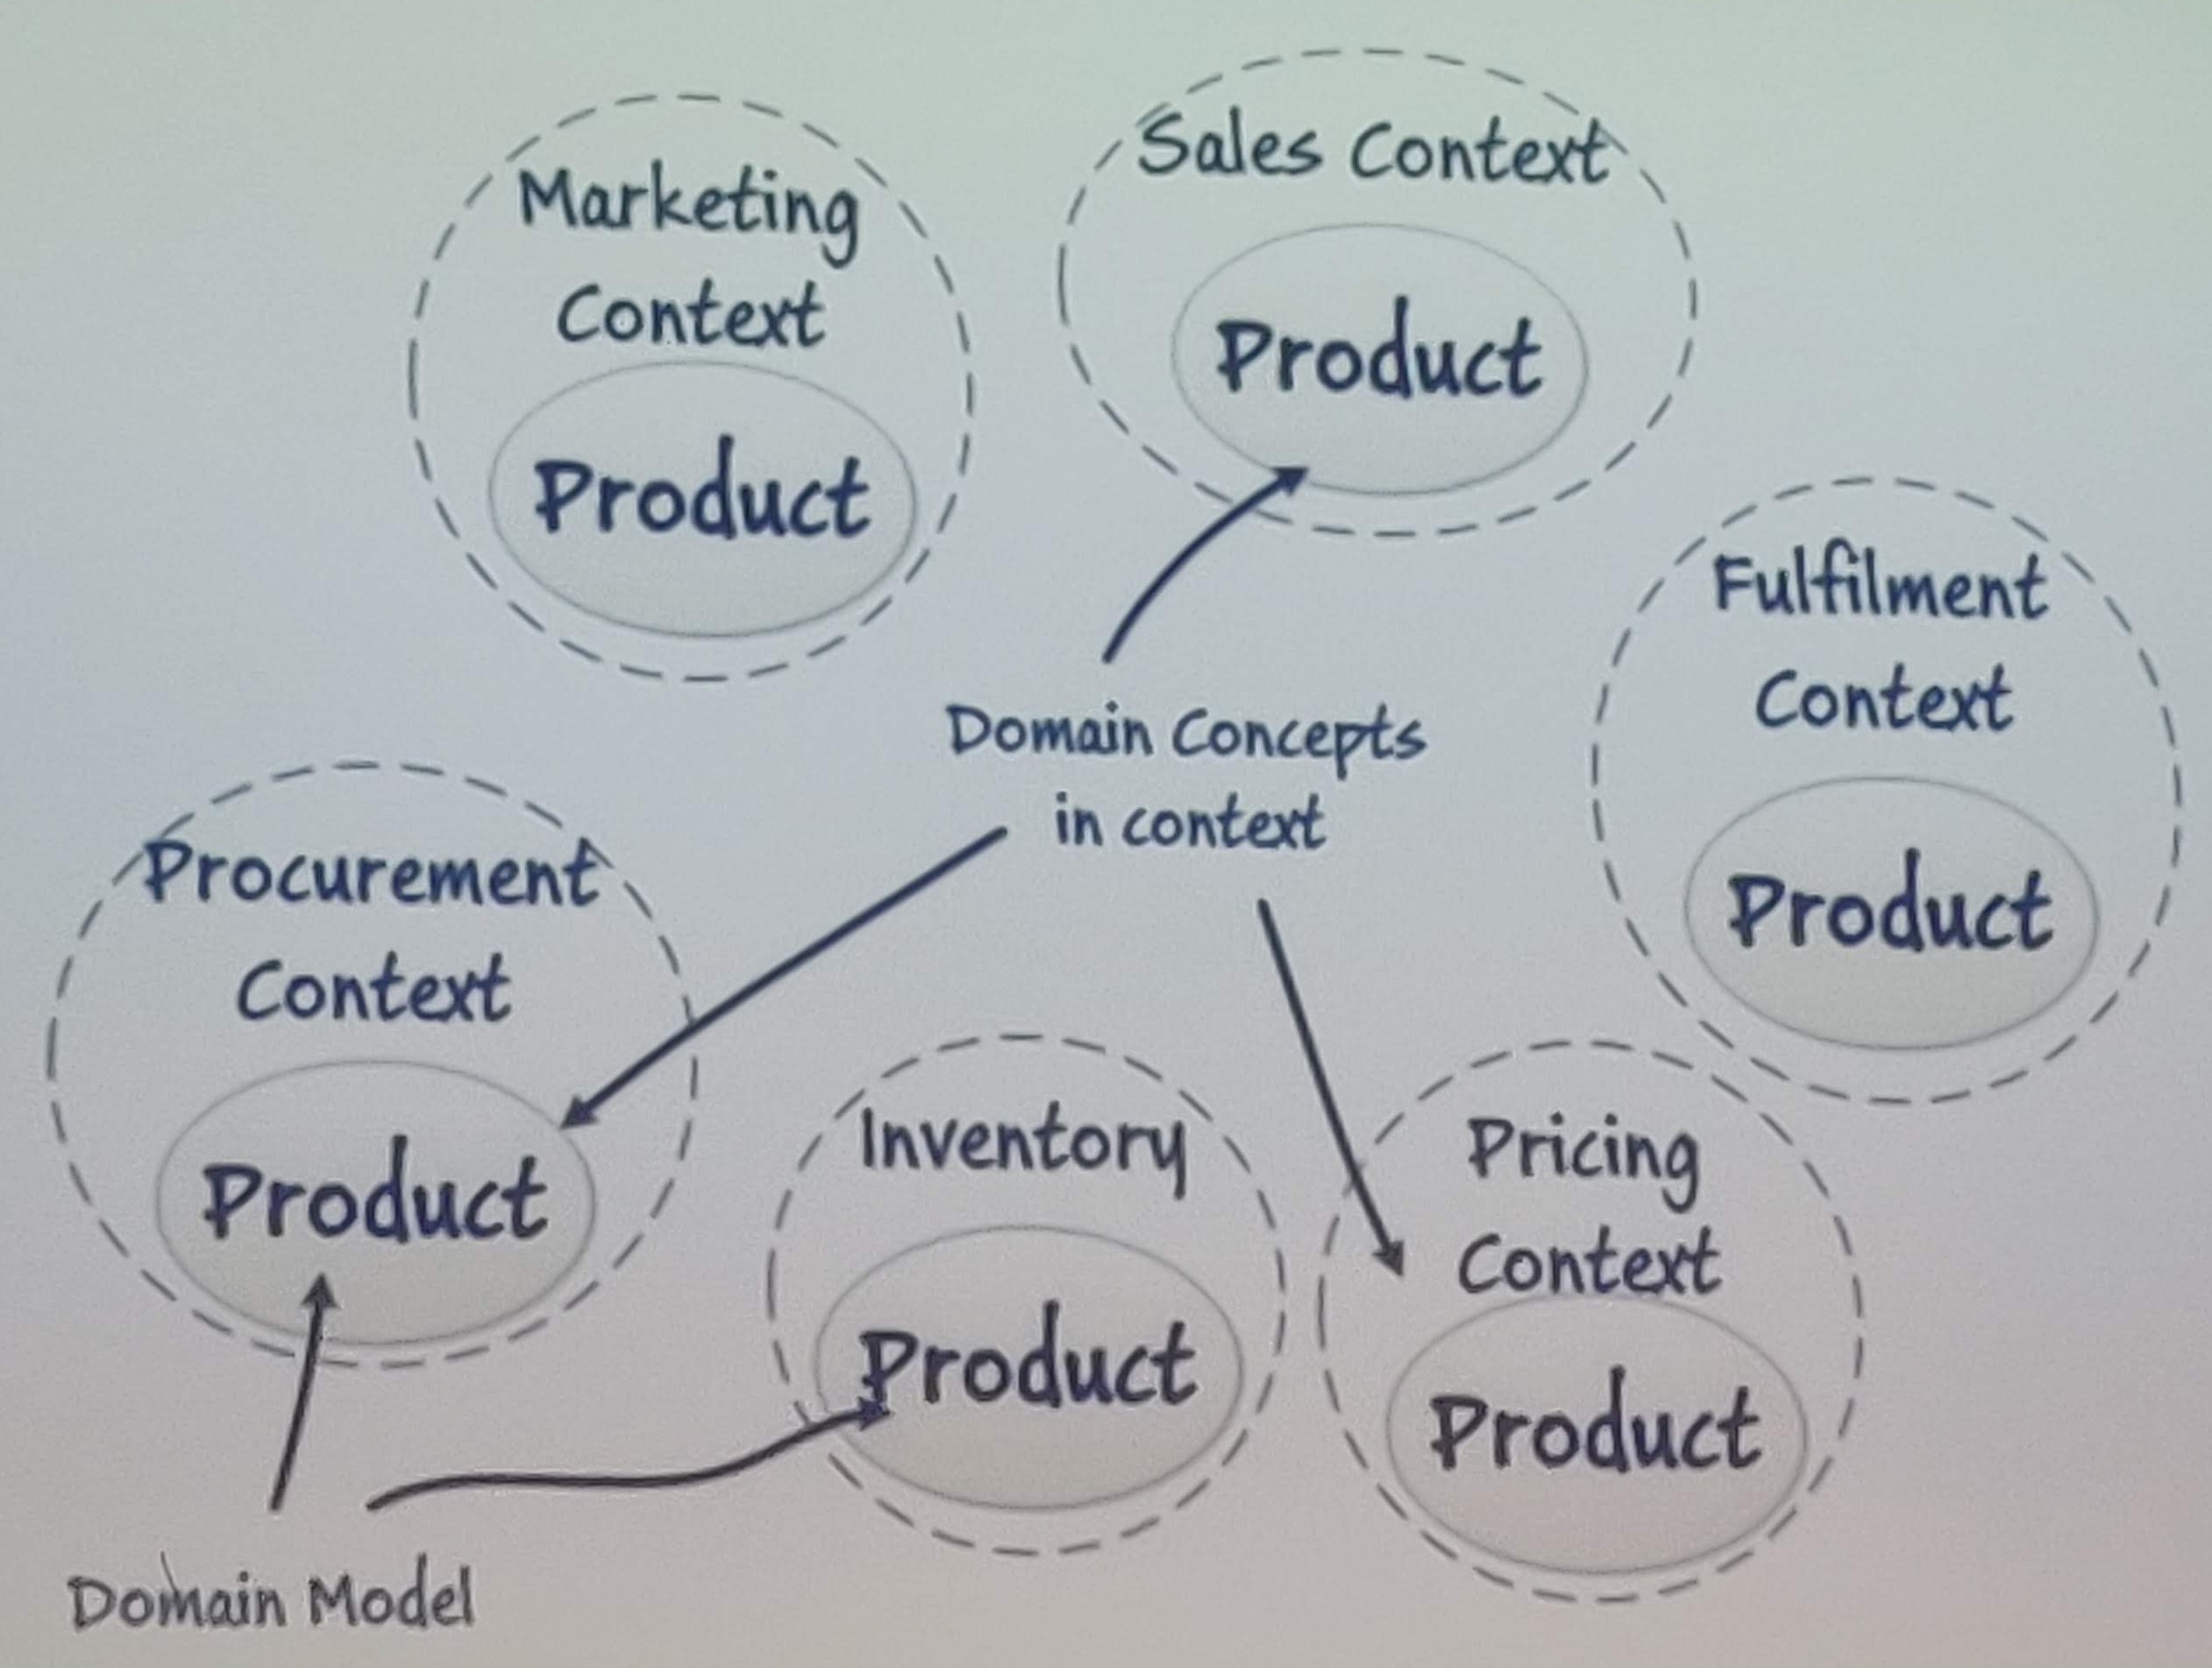 Sales Context
Product
Marketing
Context
Product
Fulfilment
Context
Product
Domain Concepts
in context
Procurement
Context
Product
Inventory
Product
Pricing
Context
Product
Domain Model